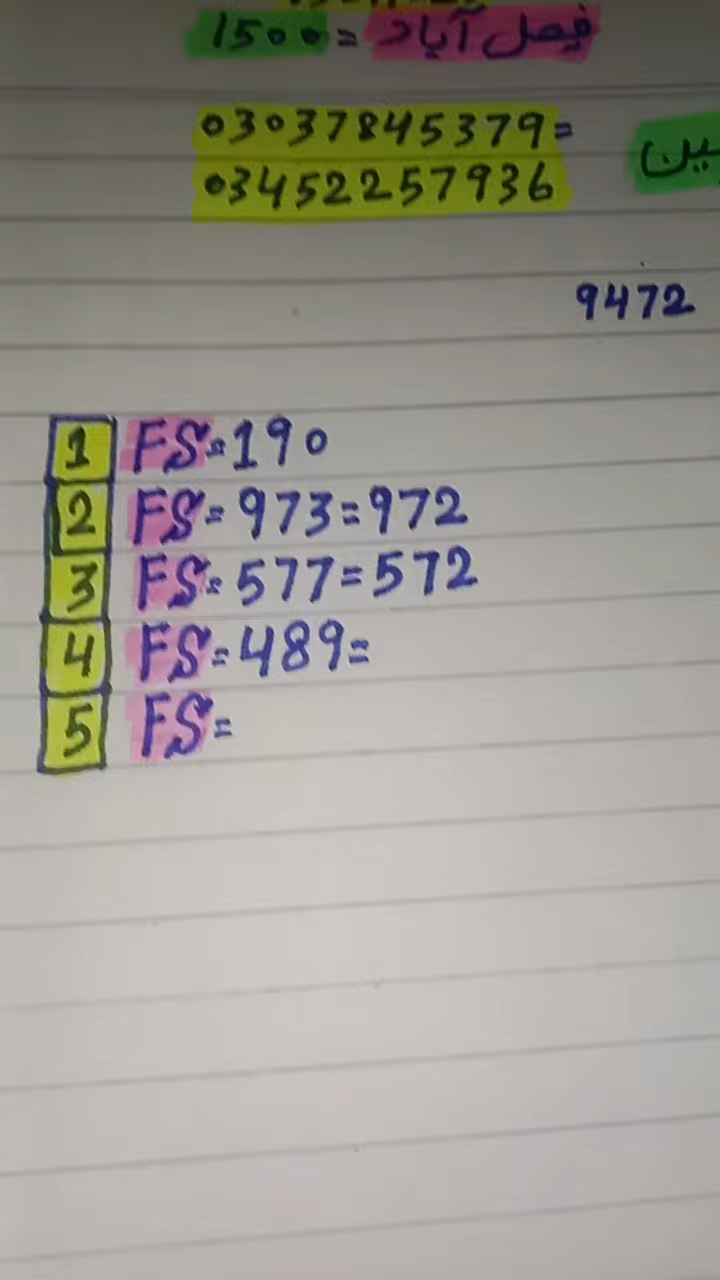 فیصل آباد = 1500
03037845379=
03452257936
9472
1 FS=190
2 FS=973=972
3 FS=577=572
4 FS=489=
5 FS=